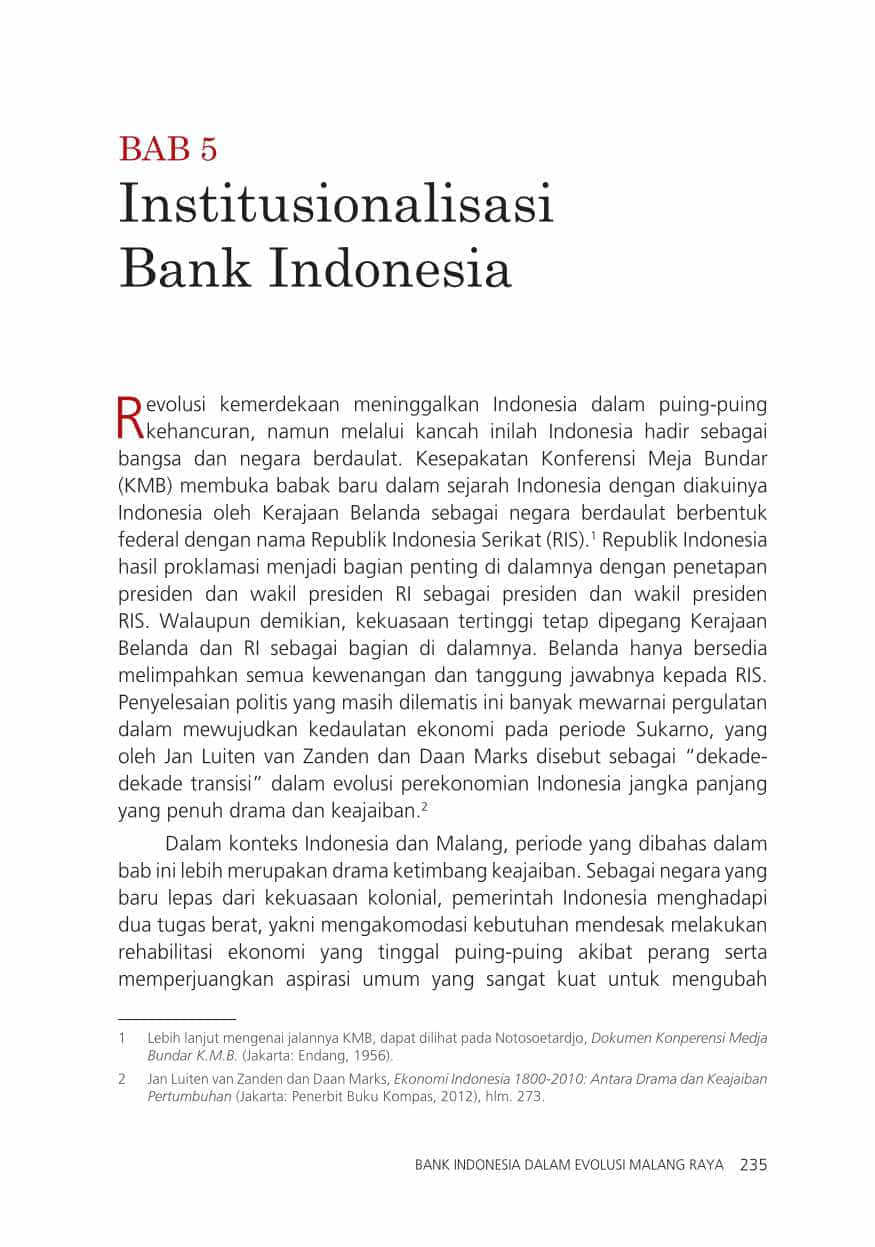 BAB 5
Institusionalisasi
Bank Indonesia
Revolusi kemerdekaan meninggalkan Indonesia dalam puing-puing
kehancuran, namun melalui kancah inilah Indonesia hadir sebagai
bangsa dan negara berdaulat. Kesepakatan Konferensi Meja Bundar
(KMB) membuka babak baru dalam sejarah Indonesia dengan diakuinya
Indonesia oleh Kerajaan Belanda sebagai negara berdaulat berbentuk
federal dengan nama Republik Indonesia Serikat (RIS).¹ Republik Indonesia
hasil proklamasi menjadi bagian penting di dalamnya dengan penetapan
presiden dan wakil presiden RI sebagai presiden dan wakil presiden
RIS. Walaupun demikian, kekuasaan tertinggi tetap dipegang Kerajaan
Belanda dan RI sebagai bagian di dalamnya. Belanda hanya bersedia
melimpahkan semua kewenangan dan tanggung jawabnya kepada RIS.
Penyelesaian politis yang masih dilematis ini banyak mewarnai pergulatan
dalam mewujudkan kedaulatan ekonomi pada periode Sukarno, yang
oleh Jan Luiten van Zanden dan Daan Marks disebut sebagai “dekade-
dekade transisi” dalam evolusi perekonomian Indonesia jangka panjang
yang penuh drama dan keajaiban.²
Dalam konteks Indonesia dan Malang, periode yang dibahas dalam
bab ini lebih merupakan drama ketimbang keajaiban. Sebagai negara yang
baru lepas dari kekuasaan kolonial, pemerintah Indonesia menghadapi
dua tugas berat, yakni mengakomodasi kebutuhan mendesak melakukan
rehabilitasi ekonomi yang tinggal puing-puing akibat perang serta
memperjuangkan aspirasi umum yang sangat kuat untuk mengubah
1 Lebih lanjut mengenai jalannya KMB, dapat dilihat pada Notosoetardjo, Dokumen Konperensi Medja
Bundar K.M.B. (Jakarta: Endang, 1956).
2 Jan Luiten van Zanden dan Daan Marks, Ekonomi Indonesia 1800-2010: Antara Drama dan Keajaiban
Pertumbuhan (Jakarta: Penerbit Buku Kompas, 2012), hlm. 273.
BANK INDONESIA DALAM EVOLUSI MALANG RAYA 235